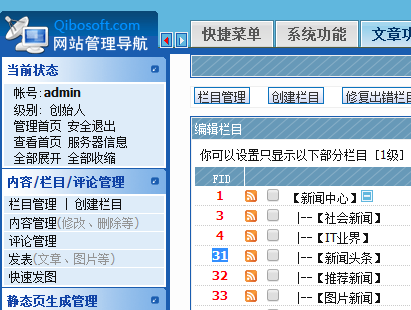 Qibosoft.com
网站管理导航
快捷菜单
系统功能
文章功
当前状态
帐号:admin
级别: 创始人
管理首页 安全退出
查看首页 服务器信息
全部展开 全部收缩
内容/栏目/评论管理
栏目管理 | 创建栏目
内容管理(修改、删除等)
评论管理
发表(文章、图片等)
快速发图
静态页生成管理
栏目管理
创建栏目
修复出错栏
编辑栏目
你可以设置只显示以下部分栏目 [1级]
FID
1 【新闻中心】
3 |--【社会新闻】
4 |--【IT业界】
31 |--【新闻头条】
32 |--【推荐新闻】
33 |--【图片新闻】